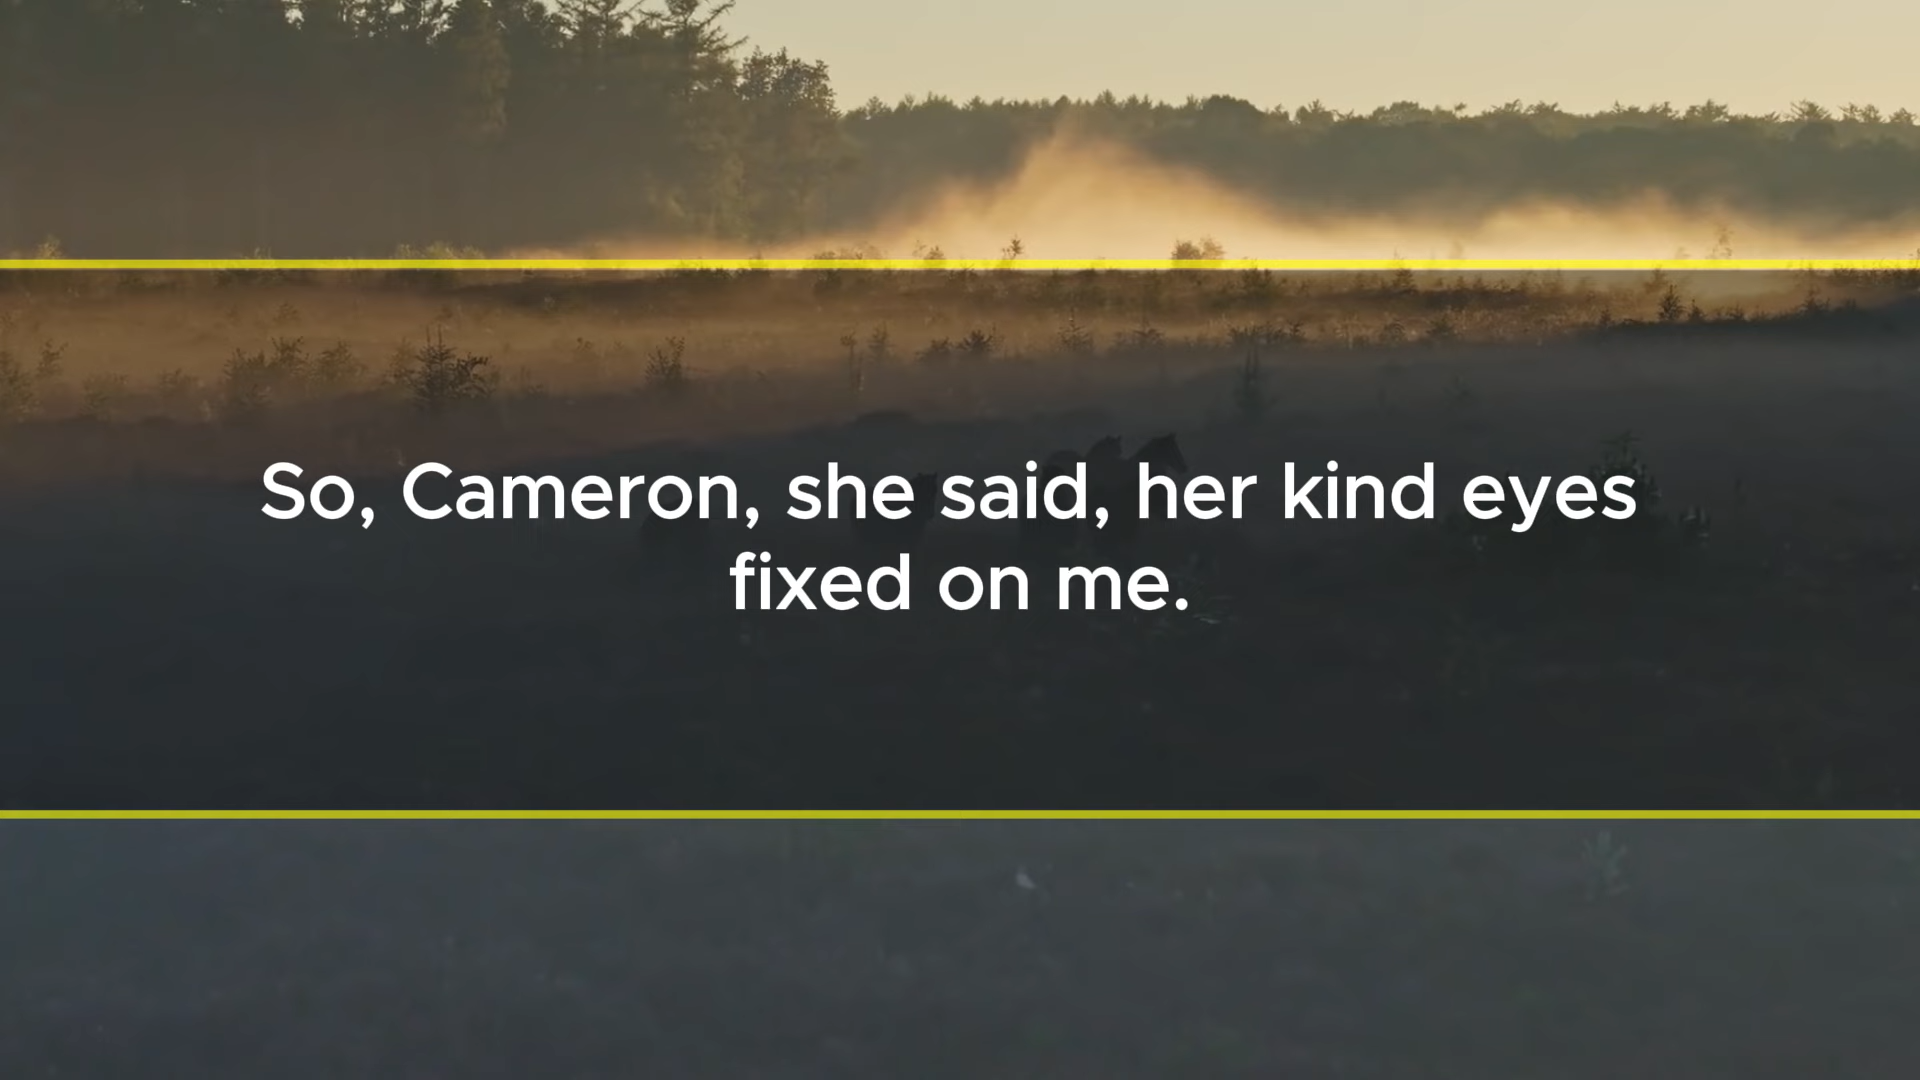 So, Cameron, she said, her kind eyes
fixed on me.